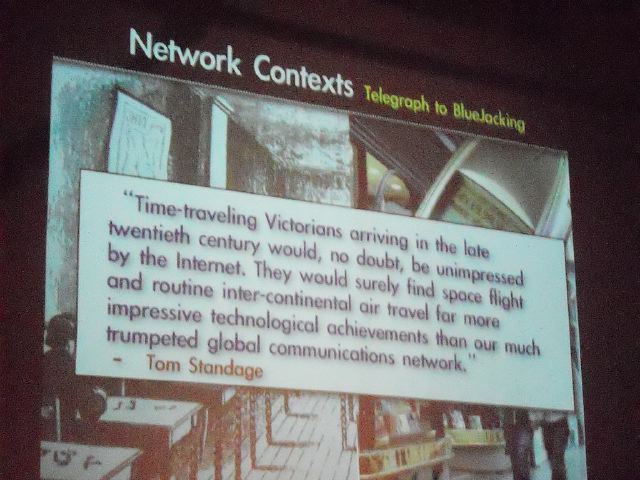 Network Contexts Telegraph to BlueJacking
"Time-traveling Victorians arriving in the late
twentieth century would, no doubt, be unimpressed
by the Internet. They would surely find space flight
and routine inter-continental air travel far more
impressive technological achievements than our much
trumpeted global communications network."
- Tom Standage